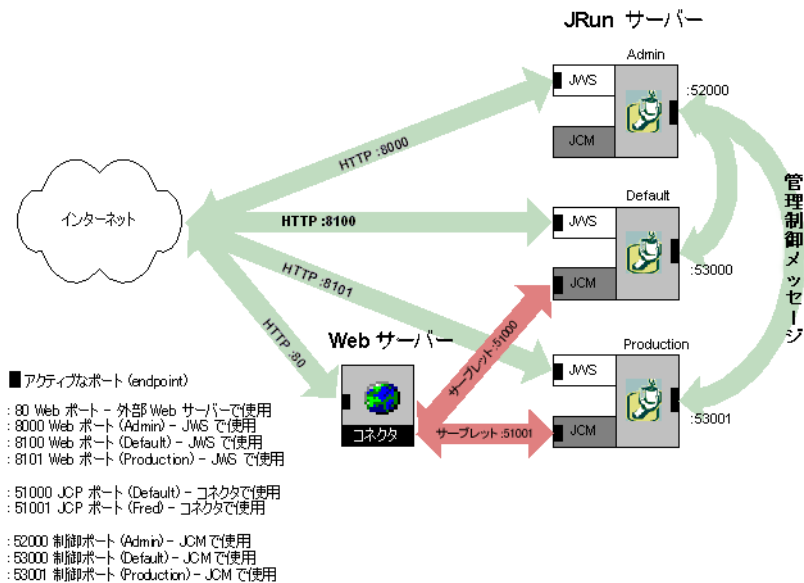 JRun サーバー
Admin
JWS
:52000
JCM
HTTP :8000
Default
インターネット
HTTP :8100
JWS
:53000
JCM
HTTP :8101
管理制御メッセージ
HTTP :80
Web サーバー
サーブレット:51000
Production
JWS
:53001
コネクタ
サーブレット :51001
JCM
アクティブなポート (endpoint)
: 80 Web ポート - 外部 Web サーバーで使用
: 8000 Web ポート (Admin) - JWS で使用
: 8100 Web ポート (Default) - JWS で使用
: 8101 Web ポート (Production) - JWS で使用
: 51000 JCP ポート (Default) - コネクタで使用
: 51001 JCP ポート (Fred) - コネクタで使用
: 52000 制御ポート (Admin) - JCM で使用
: 53000 制御ポート (Default) - JCM で使用
: 53001 制御ポート (Production) - JCM で使用